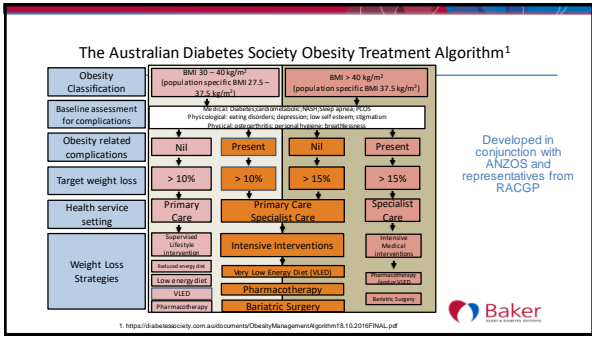 The Australian Diabetes Society Obesity Treatment Algorithm1
Obesity
Classification
BMI 30 – 40 kg/m²
(population specific BMI 27.5 –
37.5 kg/m²)
BMI > 40 kg/m²
(population specific BMI 37.5 kg/m²)
Baseline assessment
for complications
Medical: Diabetes;cardiometabolic;NASH;Sleep apnea; PCOS
Physcological: eating disorders; depression; low self esteem; stigmatism
Physical: osteoarthritis; personal hygiene; breathlessness
Obesity related
complications
Nil
Present
Nil
Present
Target weight loss
> 10%
> 10%
> 15%
> 15%
Health service
setting
Primary
Care
Primary Care
Specialist Care
Specialist
Care
Weight Loss
Strategies
Supervised
Lifestyle
intervention
Intensive Interventions
Intensive
Medical
interventions
Reduced energy diet
Low energy diet
VLED
Pharmacotherapy
Very Low Energy Diet (VLED)
Pharmacotherapy
Bariatric Surgery
Pharmacotherapy
and/or VLED
Bariatric Surgery
Developed in
conjunction with
ANZOS and
representatives from
RACGP
Baker
HEART & DIABETES INSTITUTE
1. https://diabetessociety.com.au/documents/ObesityManagementAlgorithm18.10.2016FINAL.pdf